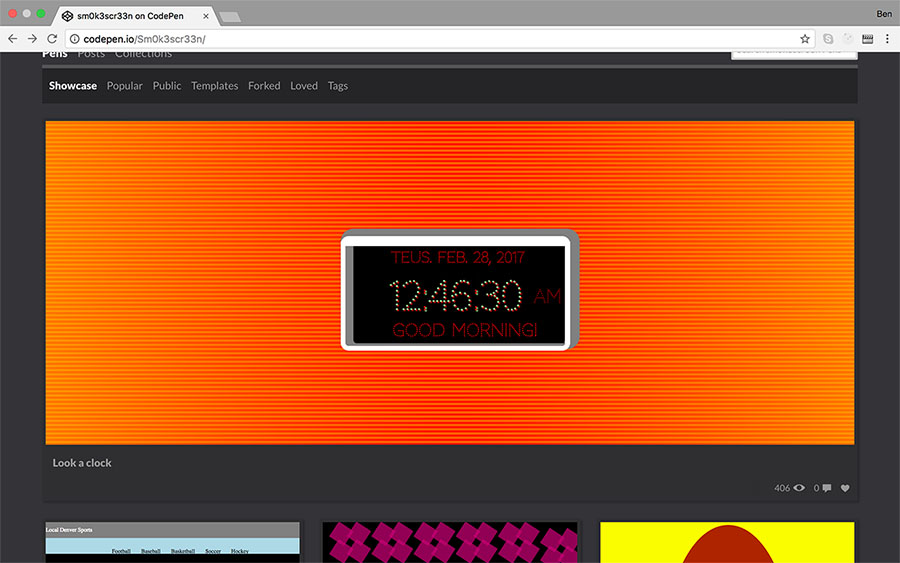 sm0k3scr33n on CodePen
Ben
codepen.io/Sm0k3scr33n/
Pens Posts Collections
Showcase Popular Public Templates Forked Loved Tags
TEUS. FEB. 28, 2017
12:46:30 AM
GOOD MORNING!
Look a clock
406 0
Local Denver Sports
Football Baseball Basketball Soccer Hockey